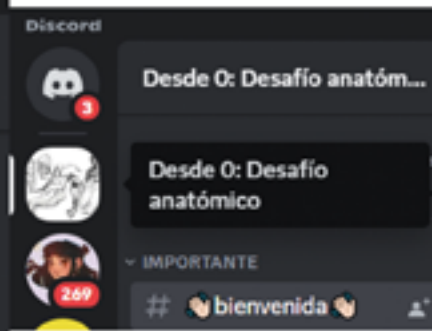 Discord
3
Desde 0: Desafío anatóm...
Desde 0: Desafío
anatómico
IMPORTANTE
269
# 👋🏻bienvenida👋🏻